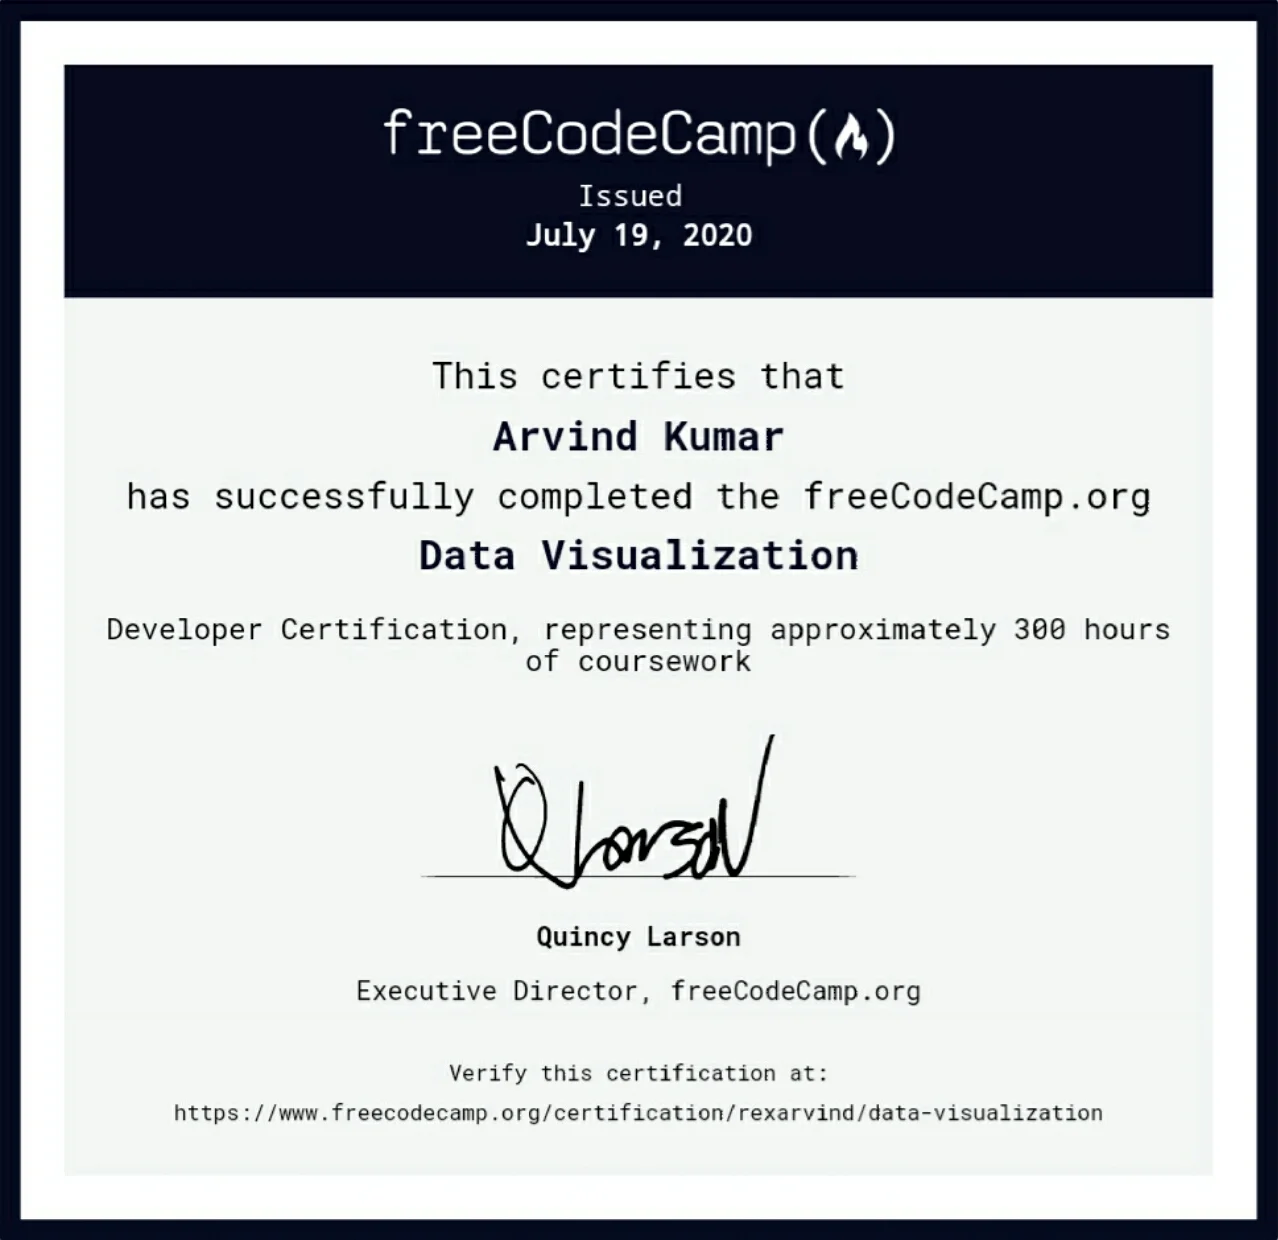 freeCodeCamp
Issued
July 19, 2020
This certifies that
Arvind Kumar
has successfully completed the freeCodeCamp.org
Data Visualization
Developer Certification, representing approximately 300 hours
of coursework
QLarson
Quincy Larson
Executive Director, freeCodeCamp.org
Verify this certification at:
https://www.freecodecamp.org/certification/rexarvind/data-visualization